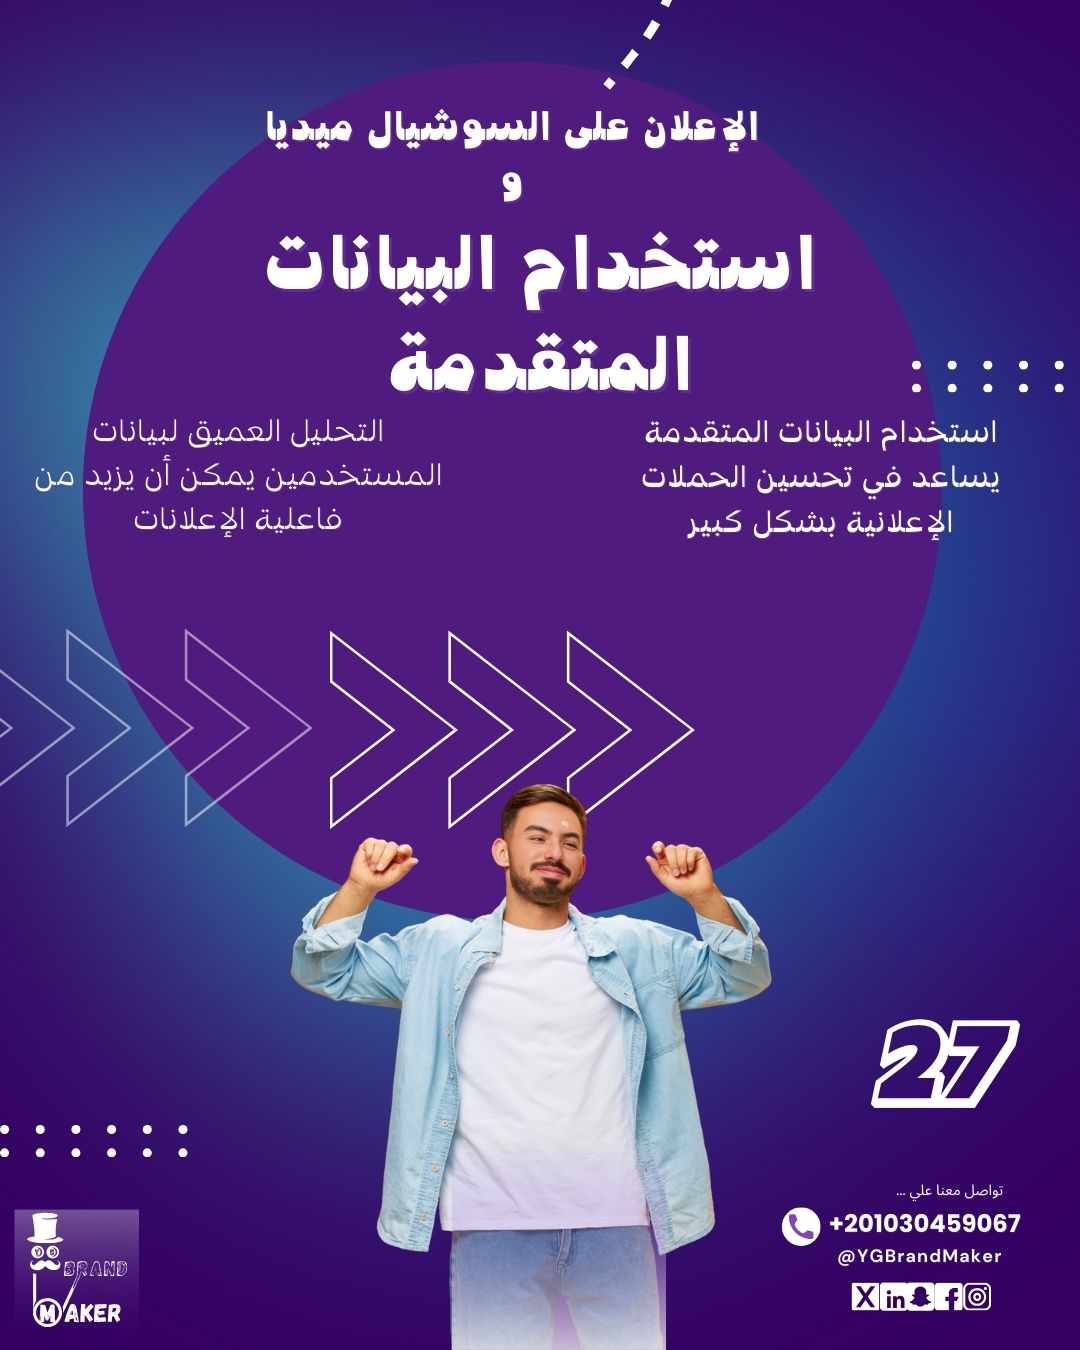 الإعلان على السوشيال ميديا
و
استخدام البيانات
المتقدمة
استخدام البيانات المتقدمة
يساعد في تحسين الحملات
الإعلانية بشكل كبير
التحليل العميق لبيانات
المستخدمين يمكن أن يزيد من
فاعلية الإعلانات
27
تواصل معنا علي ...
+201030459067
@YGBrandMaker
BRAND
MAKER